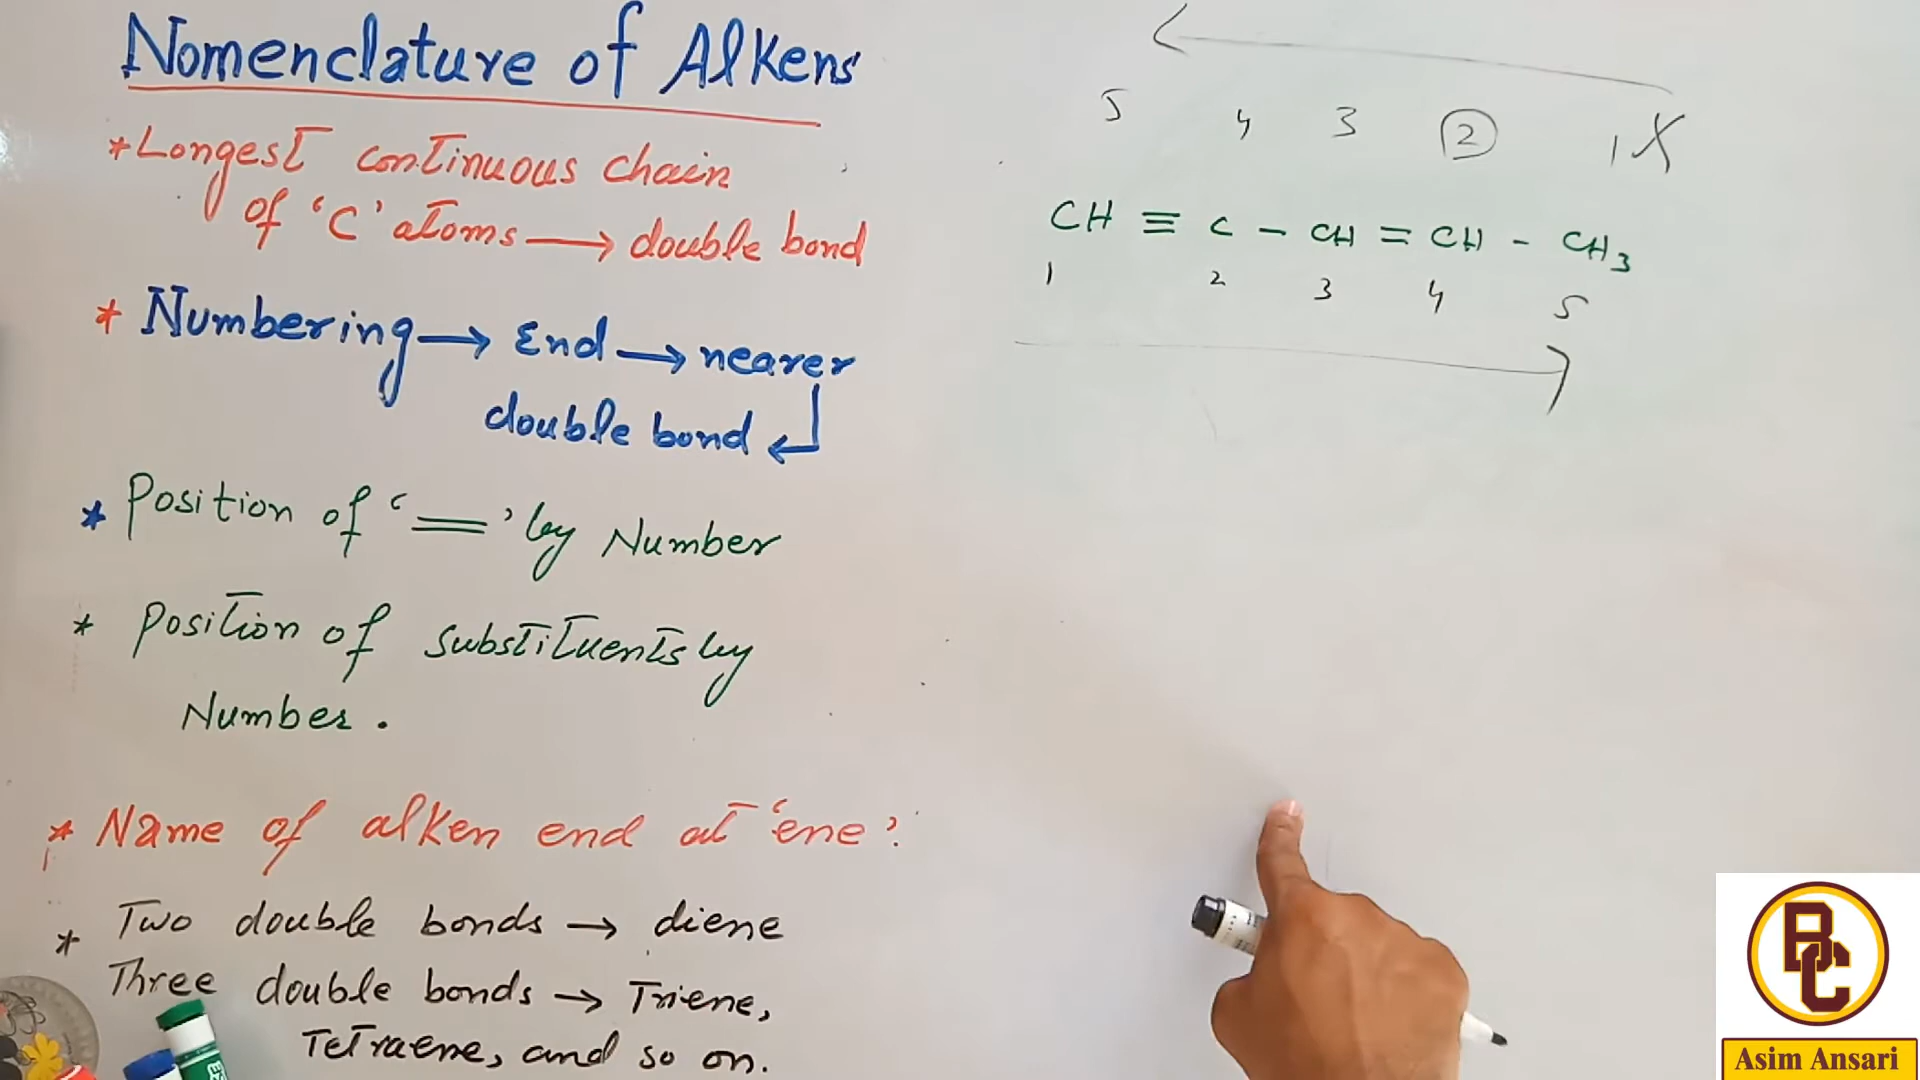 Nomenclature of Alkens
*Longest continuous chain
of 'C' atoms → double bond
* Numbering → End → nearer
double bond ↲
* Position of '=' by Number
* Position of substituents by
Number.
* Name of alken end at 'ene'.
* Two double bonds → diene
Three double bonds → Triene,
Tetraene, and so on.
5 4 3 2 1 X
CH ≡ C - CH = CH - CH3
1 2 3 4 5
BC
Asim Ansari